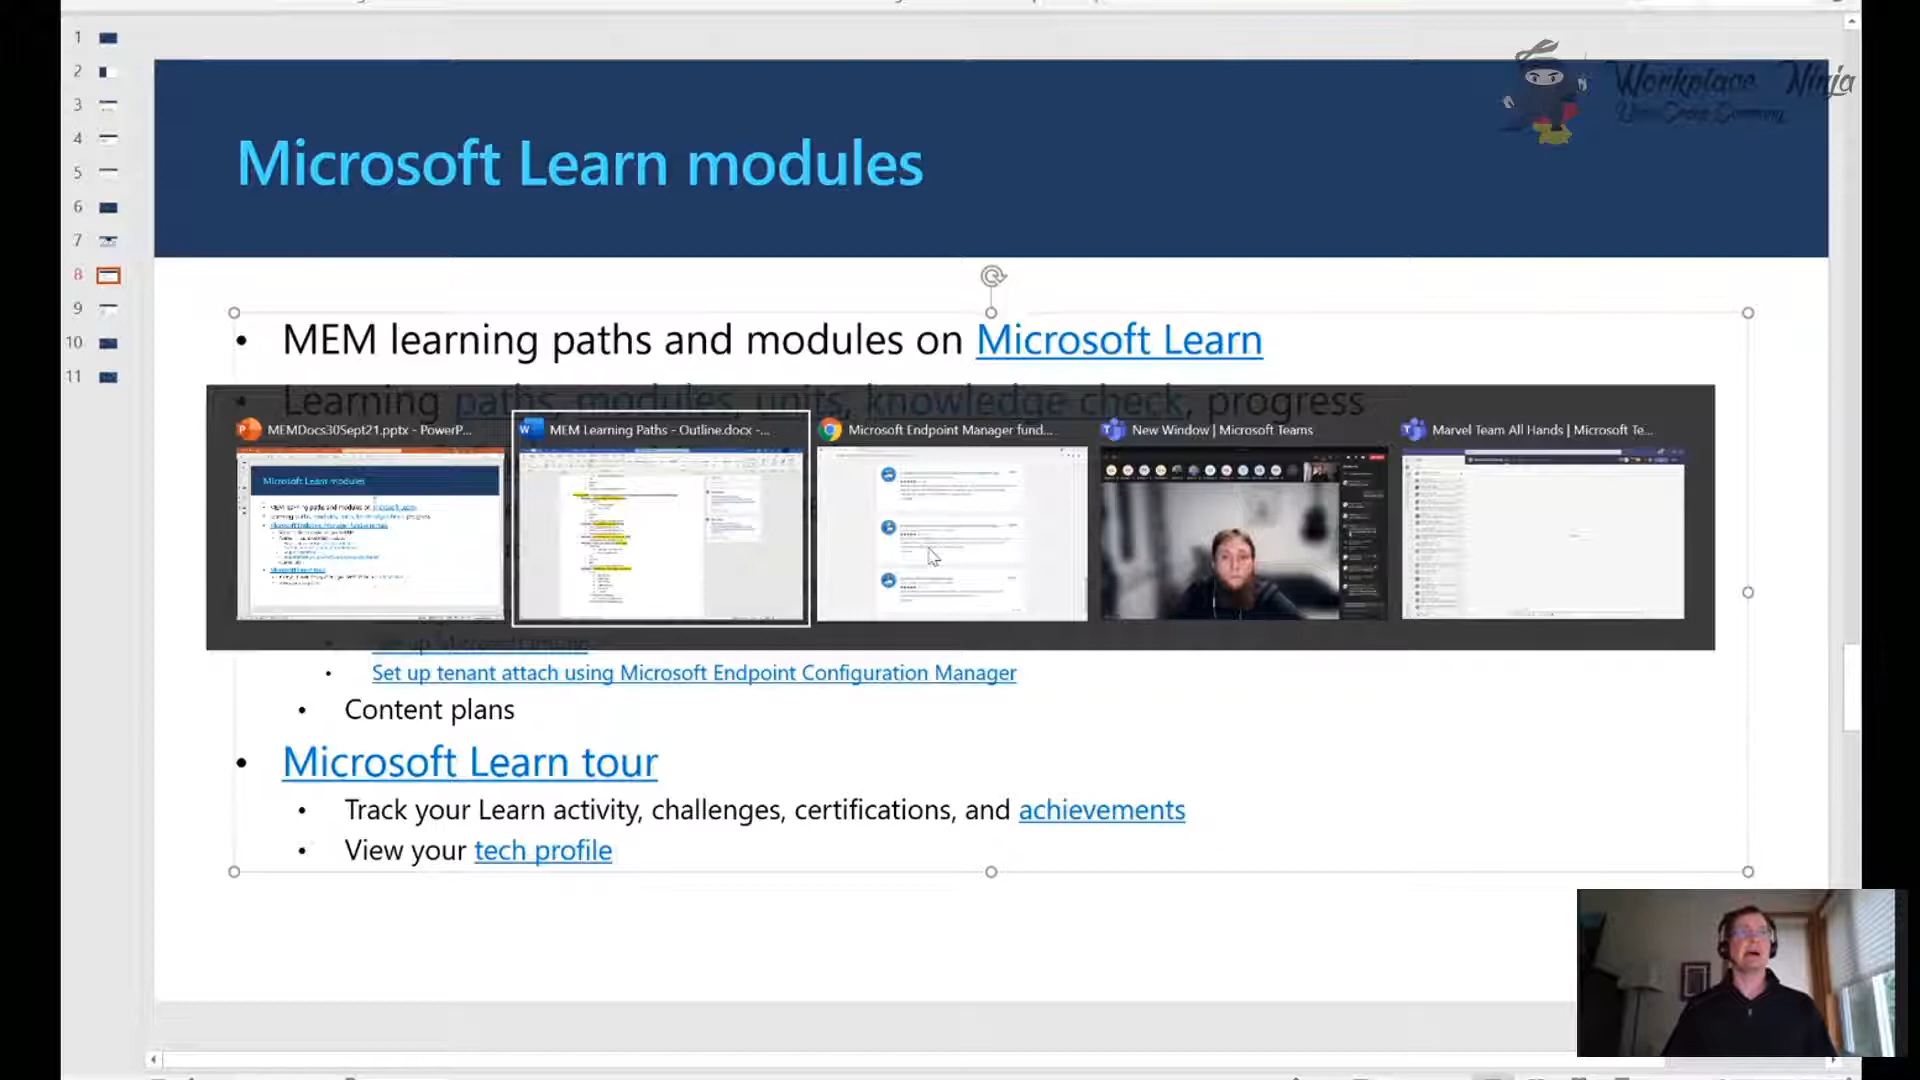 1
2
3
4
5
6
7
8
9
10
11
Workplace Ninja
Microsoft Learn modules
• MEM learning paths and modules on Microsoft Learn
• Learning paths, modules, units, knowledge check, progress
MEMDocs30Sept21.pptx - PowerP...
MEM Learning Paths - Outline.docx -...
Microsoft Endpoint Manager fund...
New Window | Microsoft Teams
Marvel Team All Hands | Microsoft Te...
Microsoft Learn modules
• Set up tenant attach using Microsoft Endpoint Configuration Manager
• Content plans
• Microsoft Learn tour
• Track your Learn activity, challenges, certifications, and achievements
• View your tech profile